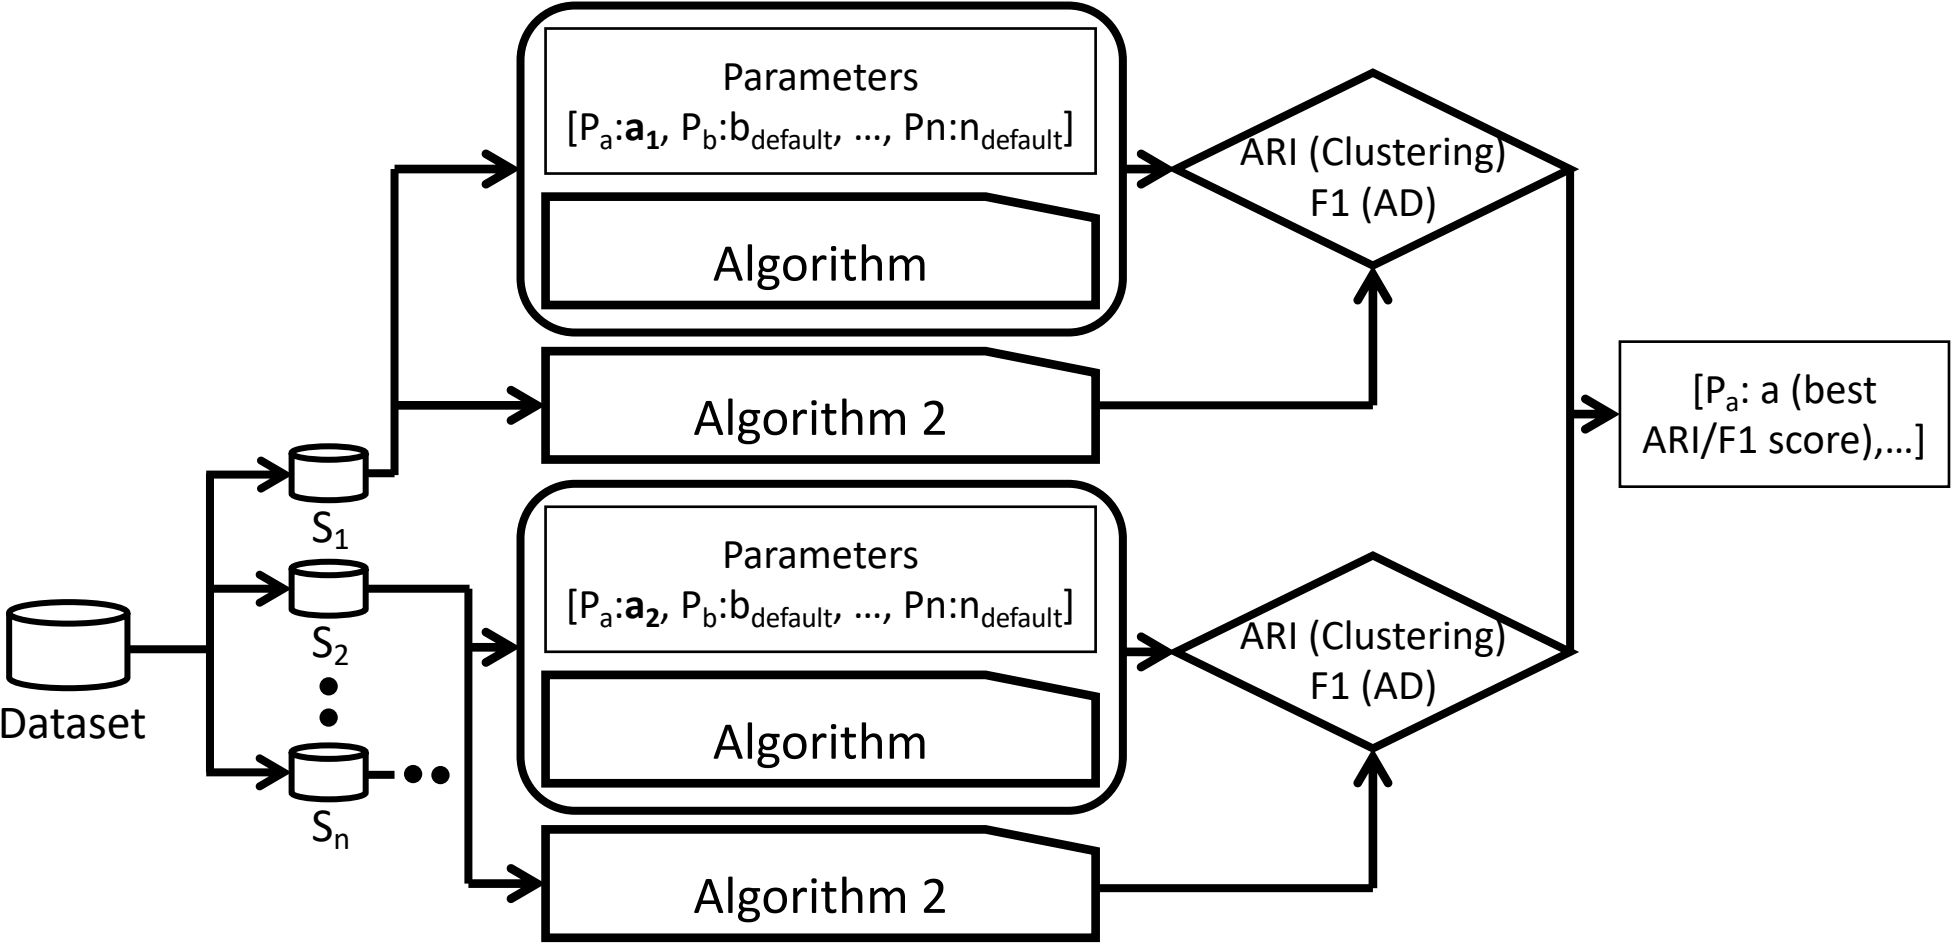 Parameters
[Pa:a1, Pb:bdefault, ..., Pn:ndefault]
Algorithm
ARI (Clustering)
F1 (AD)
Algorithm 2
[Pa: a (best
ARI/F1 score),...]
S1
Parameters
[Pa:a2, Pb:bdefault, ..., Pn:ndefault]
Algorithm
ARI (Clustering)
F1 (AD)
S2
Dataset
Sn
Algorithm 2